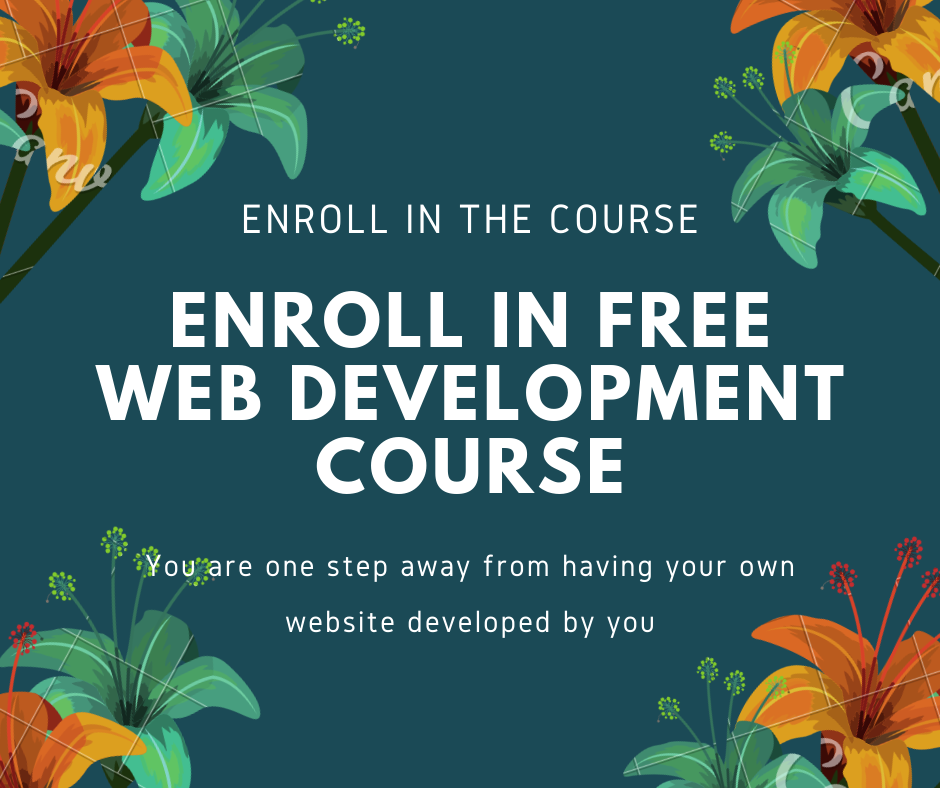 ENROLL IN THE COURSE
ENROLL IN FREE
WEB DEVELOPMENT
COURSE
You are one step away from having your own
website developed by you